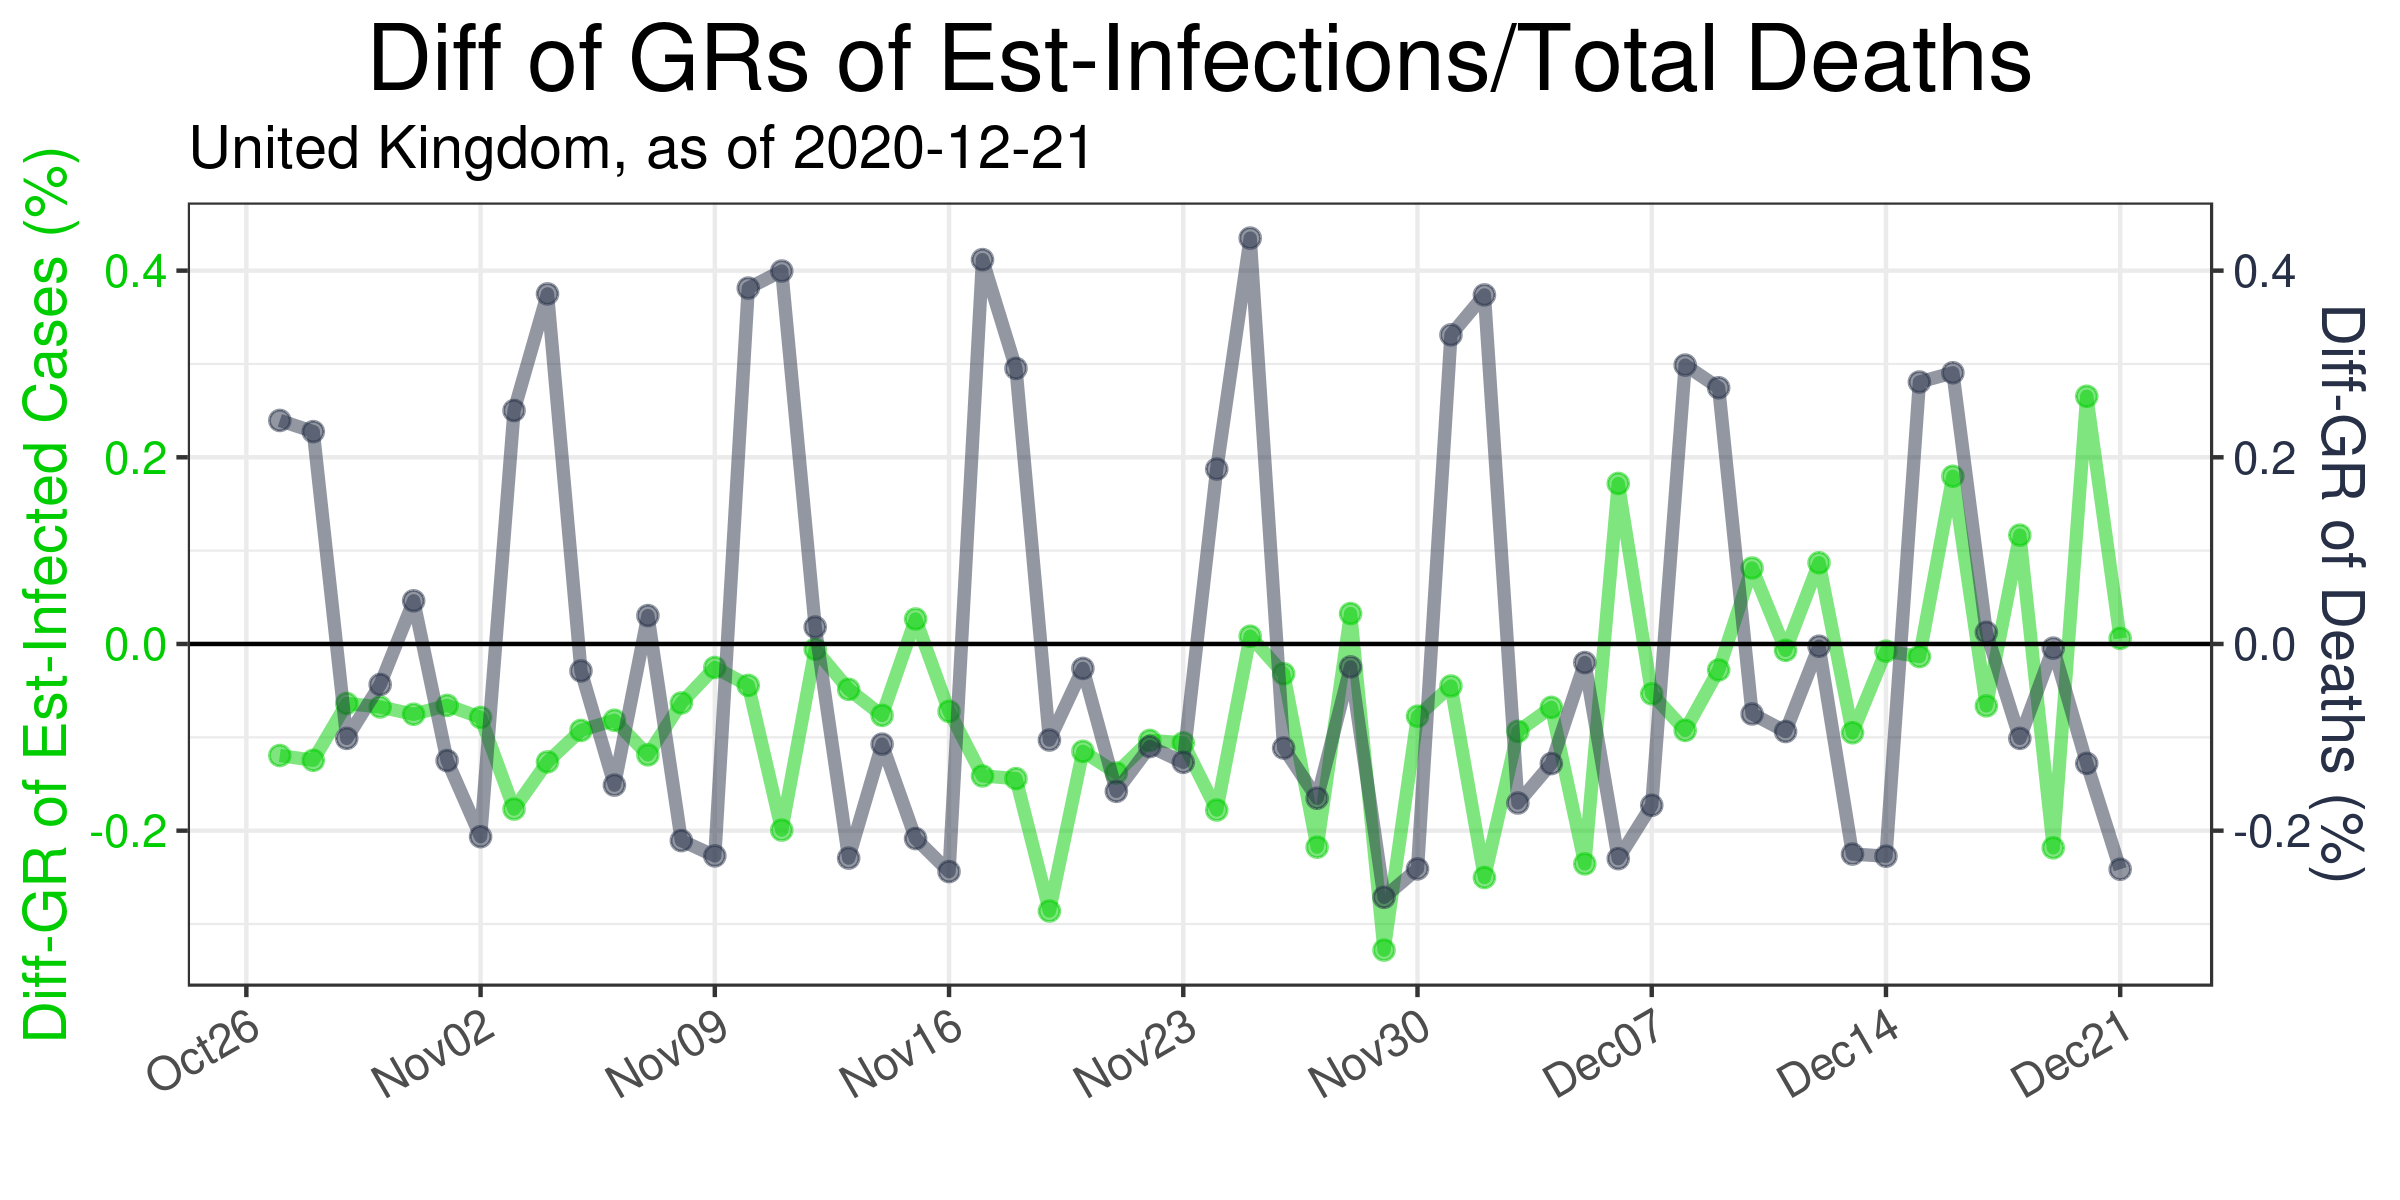 Diff of GRs of Est-Infections/Total Deaths
United Kingdom, as of 2020-12-21
Diff-GR of Est-Infected Cases (%)
0.4
0.2
0.0
-0.2
0.4
0.2
0.0
-0.2
Diff-GR of Deaths (%)
Oct26 Nov02 Nov09 Nov16 Nov23 Nov30 Dec07 Dec14 Dec21